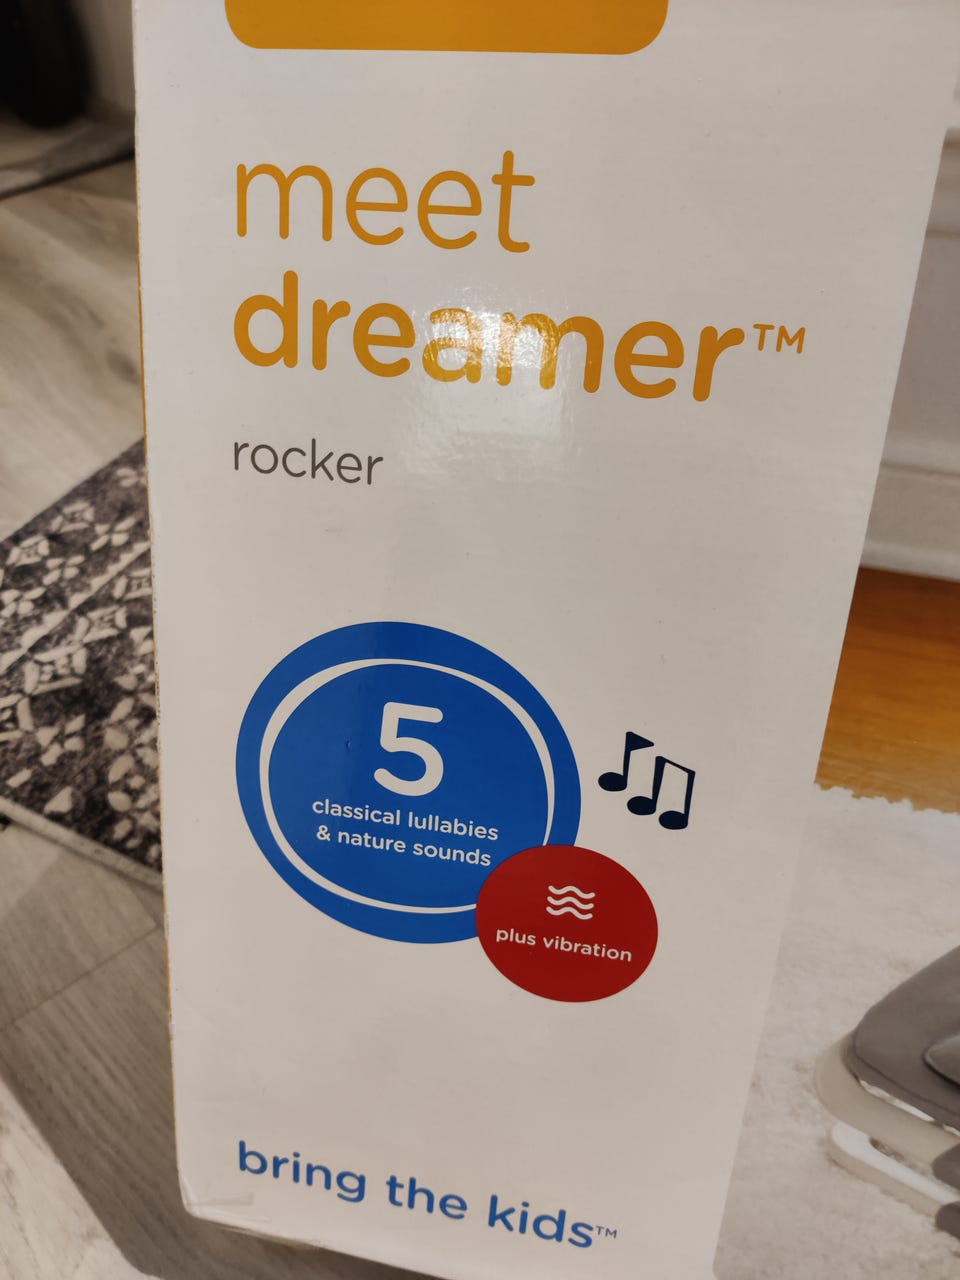 meet
dreamer™
rocker
5
classical lullabies
& nature sounds
plus vibration
bring the kids™